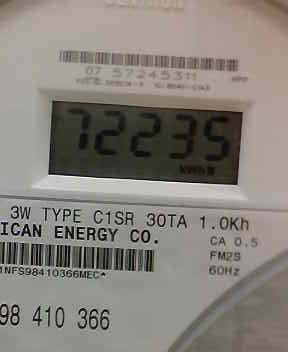 07 57245311
72235
kWh
3W TYPE C1SR 30TA 1.0Kh
ICAN ENERGY CO.
CA 0.5
FM2S
60Hz
1NFS98410366MEC*
98 410 366